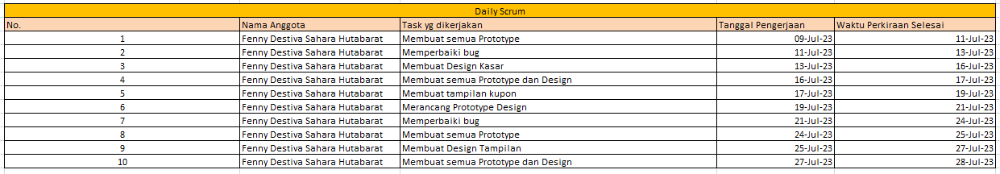 Daily Scrum
No. Nama Anggota Task yg dikerjakan Tanggal Pengerjaan Waktu Perkiraan Selesai
1 Fenny Destiva Sahara Hutabarat Membuat semua Prototype 09-Jul-23 11-Jul-23
2 Fenny Destiva Sahara Hutabarat Memperbaiki bug 11-Jul-23 13-Jul-23
3 Fenny Destiva Sahara Hutabarat Membuat Design Kasar 13-Jul-23 16-Jul-23
4 Fenny Destiva Sahara Hutabarat Membuat semua Prototype dan Design 16-Jul-23 17-Jul-23
5 Fenny Destiva Sahara Hutabarat Membuat tampilan kupon 17-Jul-23 19-Jul-23
6 Fenny Destiva Sahara Hutabarat Merancang Prototype Design 19-Jul-23 21-Jul-23
7 Fenny Destiva Sahara Hutabarat Memperbaiki bug 21-Jul-23 24-Jul-23
8 Fenny Destiva Sahara Hutabarat Membuat semua Prototype 24-Jul-23 25-Jul-23
9 Fenny Destiva Sahara Hutabarat Membuat Design Tampilan 25-Jul-23 27-Jul-23
10 Fenny Destiva Sahara Hutabarat Membuat semua Prototype dan Design 27-Jul-23 28-Jul-23